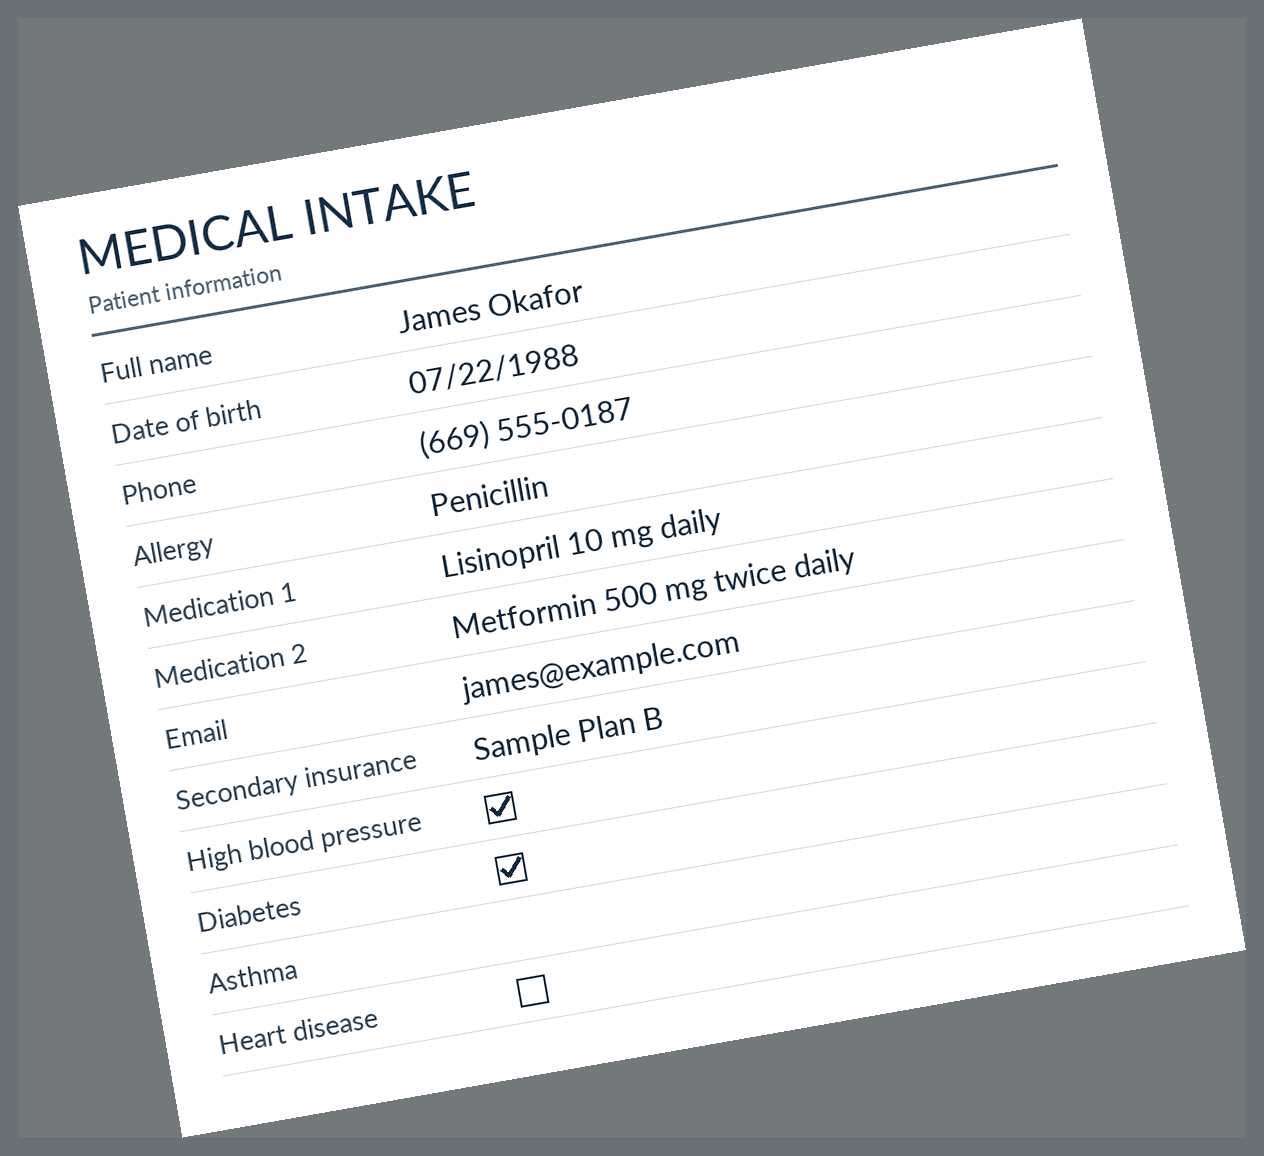 MEDICAL INTAKE
Patient information
Full name James Okafor
Date of birth 07/22/1988
Phone (669) 555-0187
Allergy Penicillin
Medication 1 Lisinopril 10 mg daily
Medication 2 Metformin 500 mg twice daily
Email james@example.com
Secondary insurance Sample Plan B
High blood pressure ☑
Diabetes ☑
Asthma
Heart disease ☐